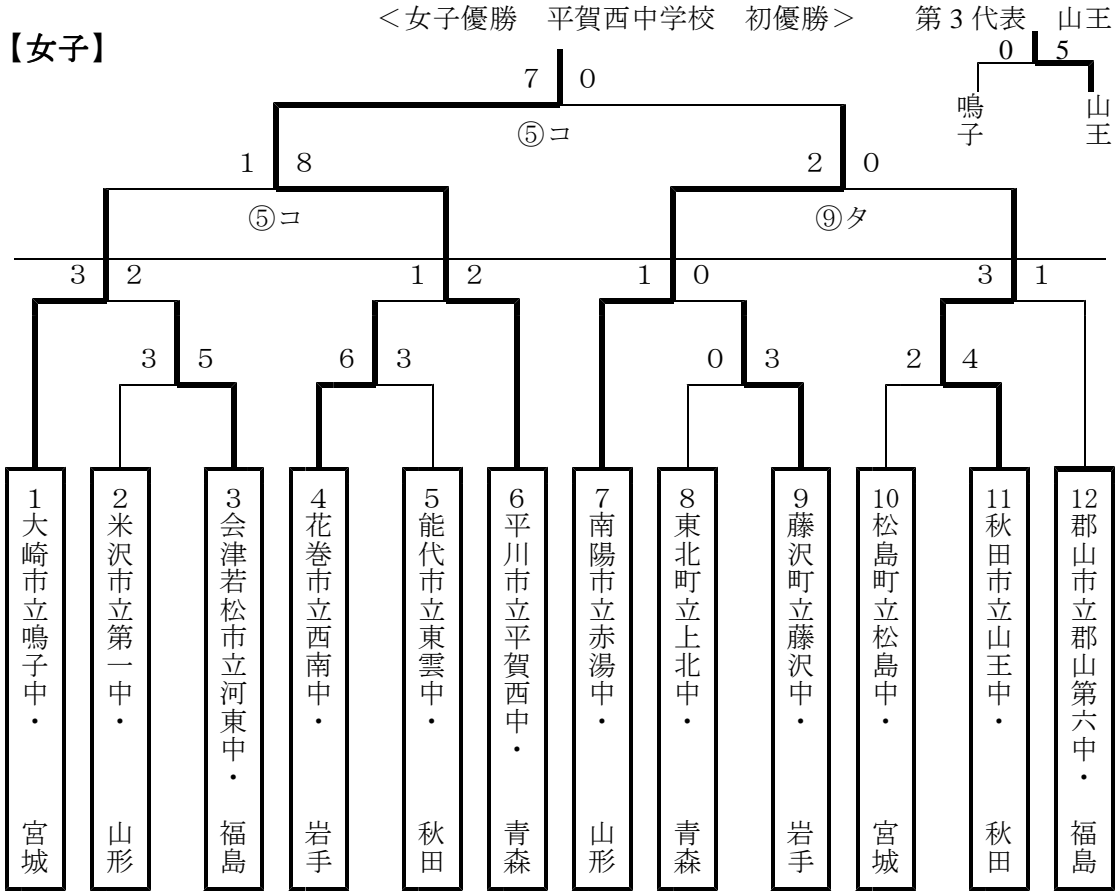 ＜女子優勝　平賀西中学校　初優勝＞
第３代表　山王
【女子】
0　5
鳴子
山王
7　0
⑤コ
1　8
2　0
⑤コ
⑨タ
3　2
1　2
1　0
3　1
3　5
6　3
0　3
2　4
1大崎市立鳴子中・　宮城
2米沢市立第一中・　山形
3会津若松市立河東中・　福島
4花巻市立西南中・　岩手
5能代市立東雲中・　秋田
6平川市立平賀西中・　青森
7南陽市立赤湯中・　山形
8東北町立上北中・　青森
9藤沢町立藤沢中・　岩手
10松島町立松島中・　宮城
11秋田市立山王中・　秋田
12郡山市立郡山第六中・　福島